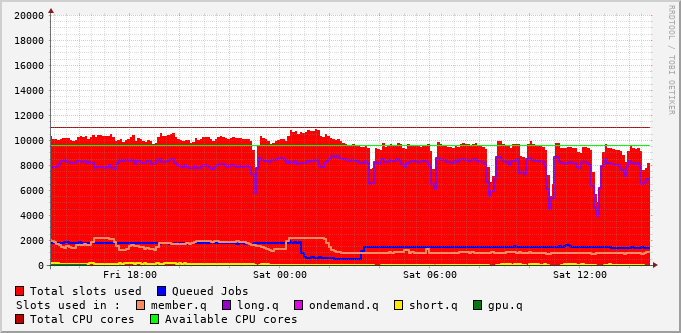 RRDTOOL / TOBI OETIKER
20000
18000
16000
14000
12000
10000
8000
6000
4000
2000
0
Fri 18:00 Sat 00:00 Sat 06:00 Sat 12:00
Total slots used Queued Jobs
Slots used in : member.q long.q ondemand.q short.q gpu.q
Total CPU cores Available CPU cores